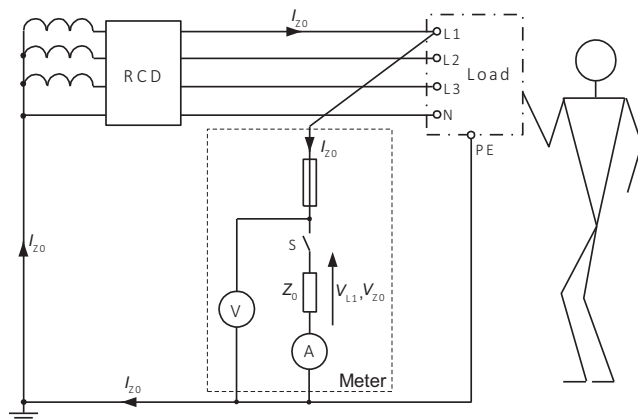 I_Z0
L1
L2
L3
N
RCD
Load
PE
I_Z0
S
Z_0
V_L1, V_Z0
I_Z0
V
A
Meter
I_Z0